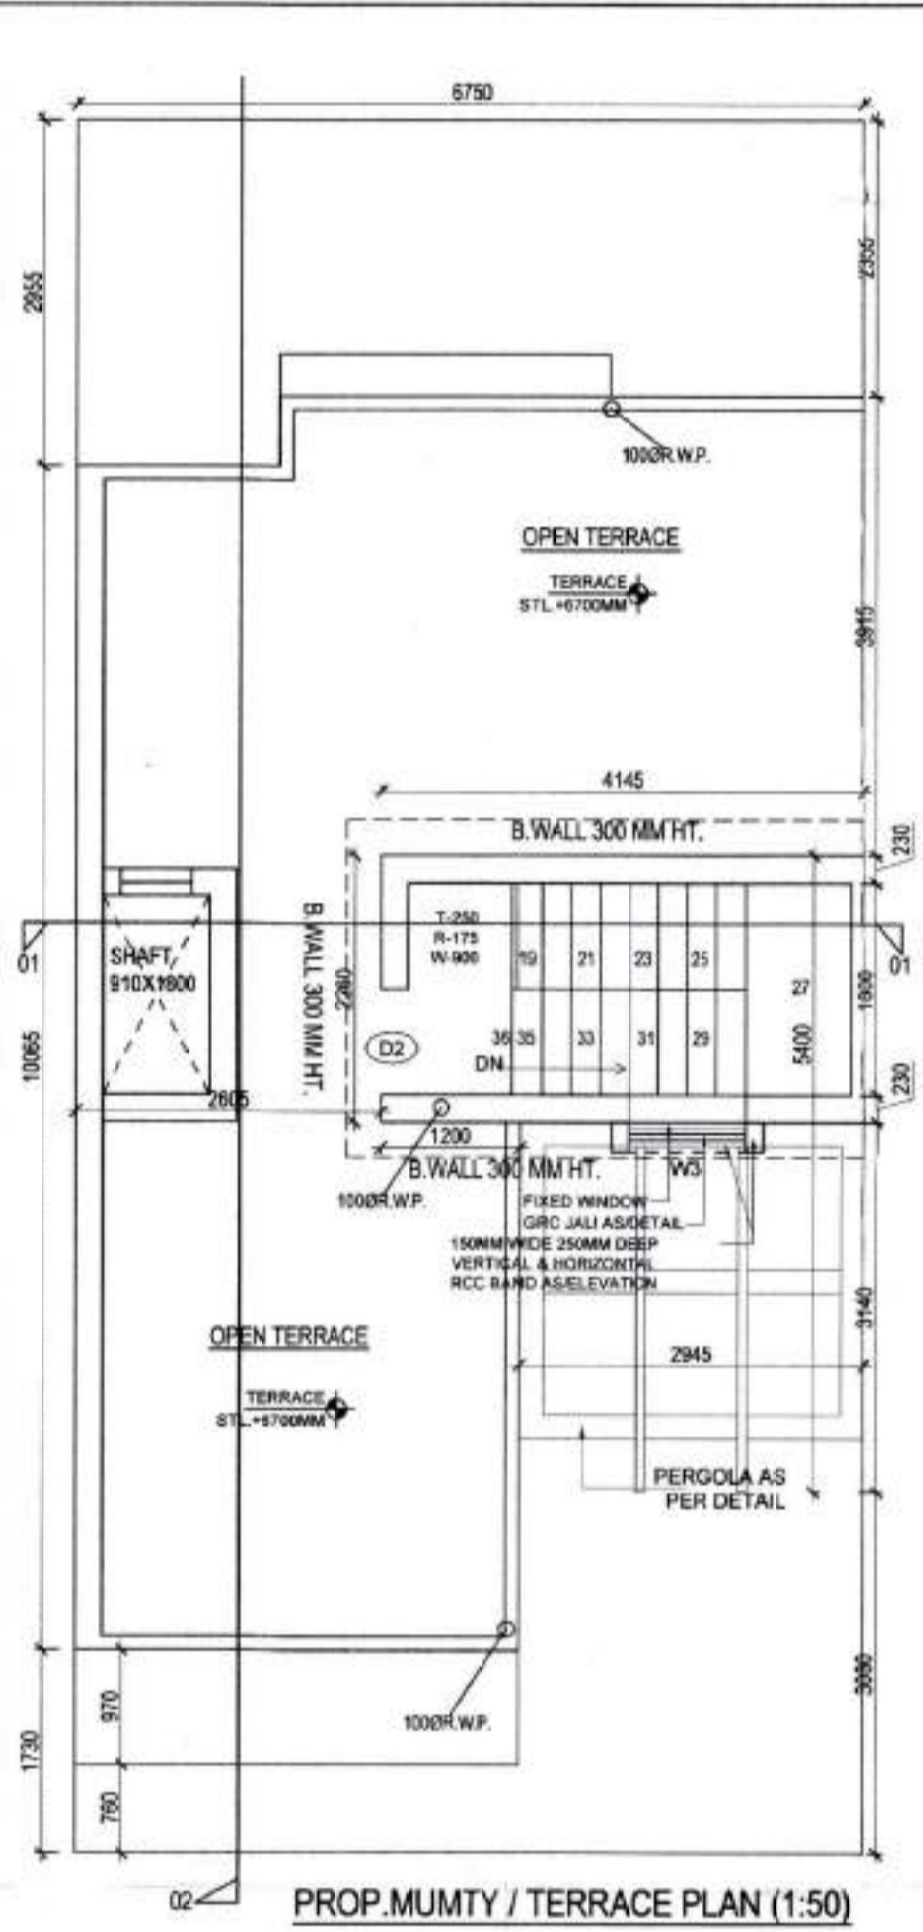 6750
2955
2355
100ØR.W.P.
OPEN TERRACE
TERRACE
STL.+6700MM
3915
4145
B.WALL 300 MM HT.
230
T-250
R-175
W-900
19
21
23
25
27
01
01
SHAFT
910X1800
B.WALL 300 MM HT.
2260
1800
10065
D2
36
35
33
31
29
DN
5400
230
2605
1200
B.WALL 300 MM HT.
W3
100ØR.W.P.
FIXED WINDOW
GRC JALI AS/DETAIL
150MM WIDE 250MM DEEP
VERTICAL & HORIZONTAL
RCC BAND AS/ELEVATION
3140
OPEN TERRACE
2945
TERRACE
STL.+6700MM
PERGOLA AS
PER DETAIL
970
100ØR.W.P.
1730
760
02
PROP.MUMTY / TERRACE PLAN (1:50)